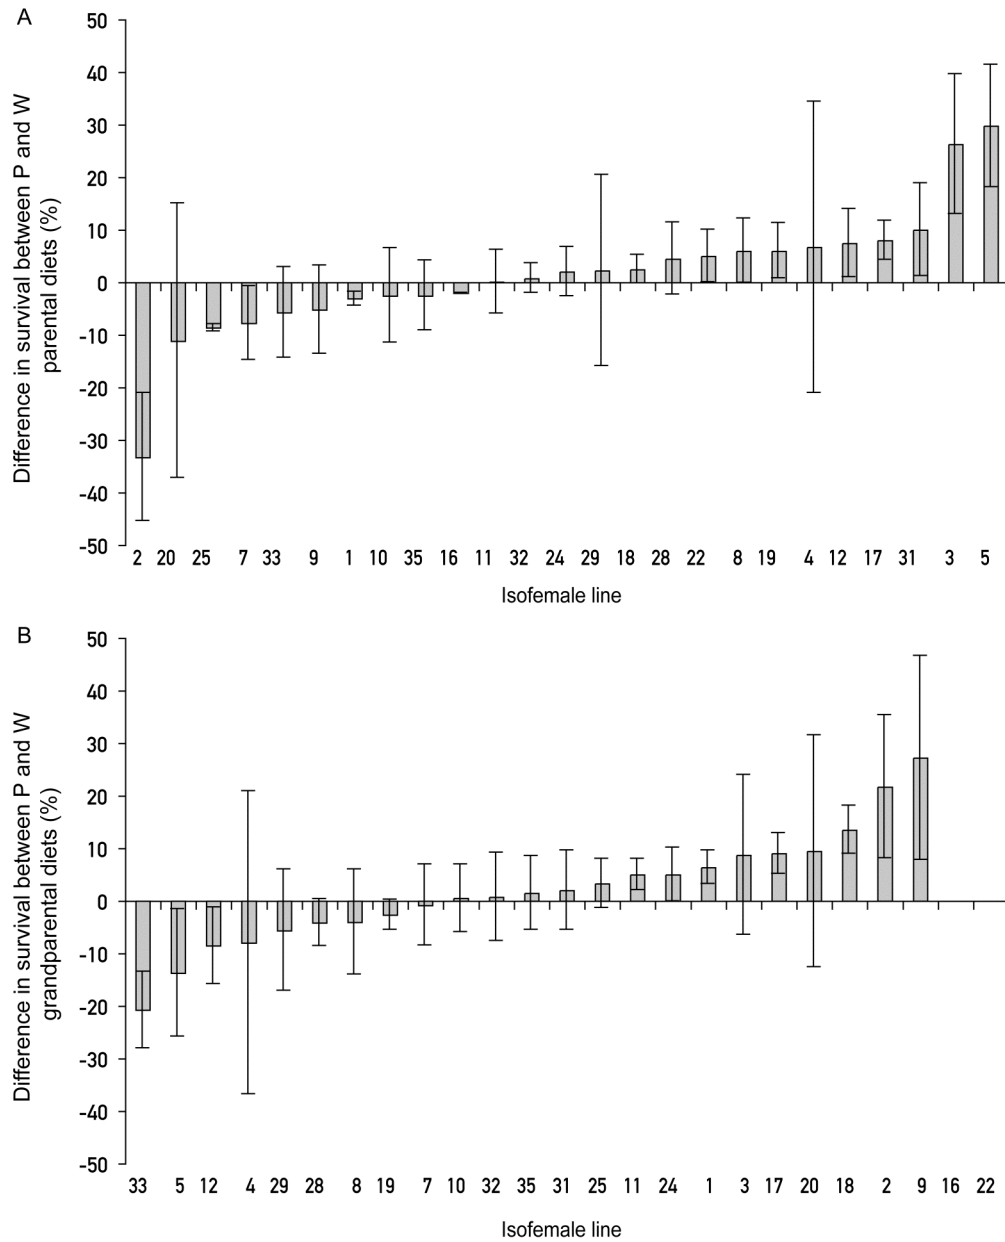 A
50
40
30
20
10
0
-10
-20
-30
-40
-50
Difference in survival between P and W
parental diets (%)
2 20 25 7 33 9 1 10 35 16 11 32 24 29 18 28 22 8 19 4 12 17 31 3 5
Isofemale line
B
50
40
30
20
10
0
-10
-20
-30
-40
-50
Difference in survival between P and W
grandparental diets (%)
33 5 12 4 29 28 8 19 7 10 32 35 31 25 11 24 1 3 17 20 18 2 9 16 22
Isofemale line